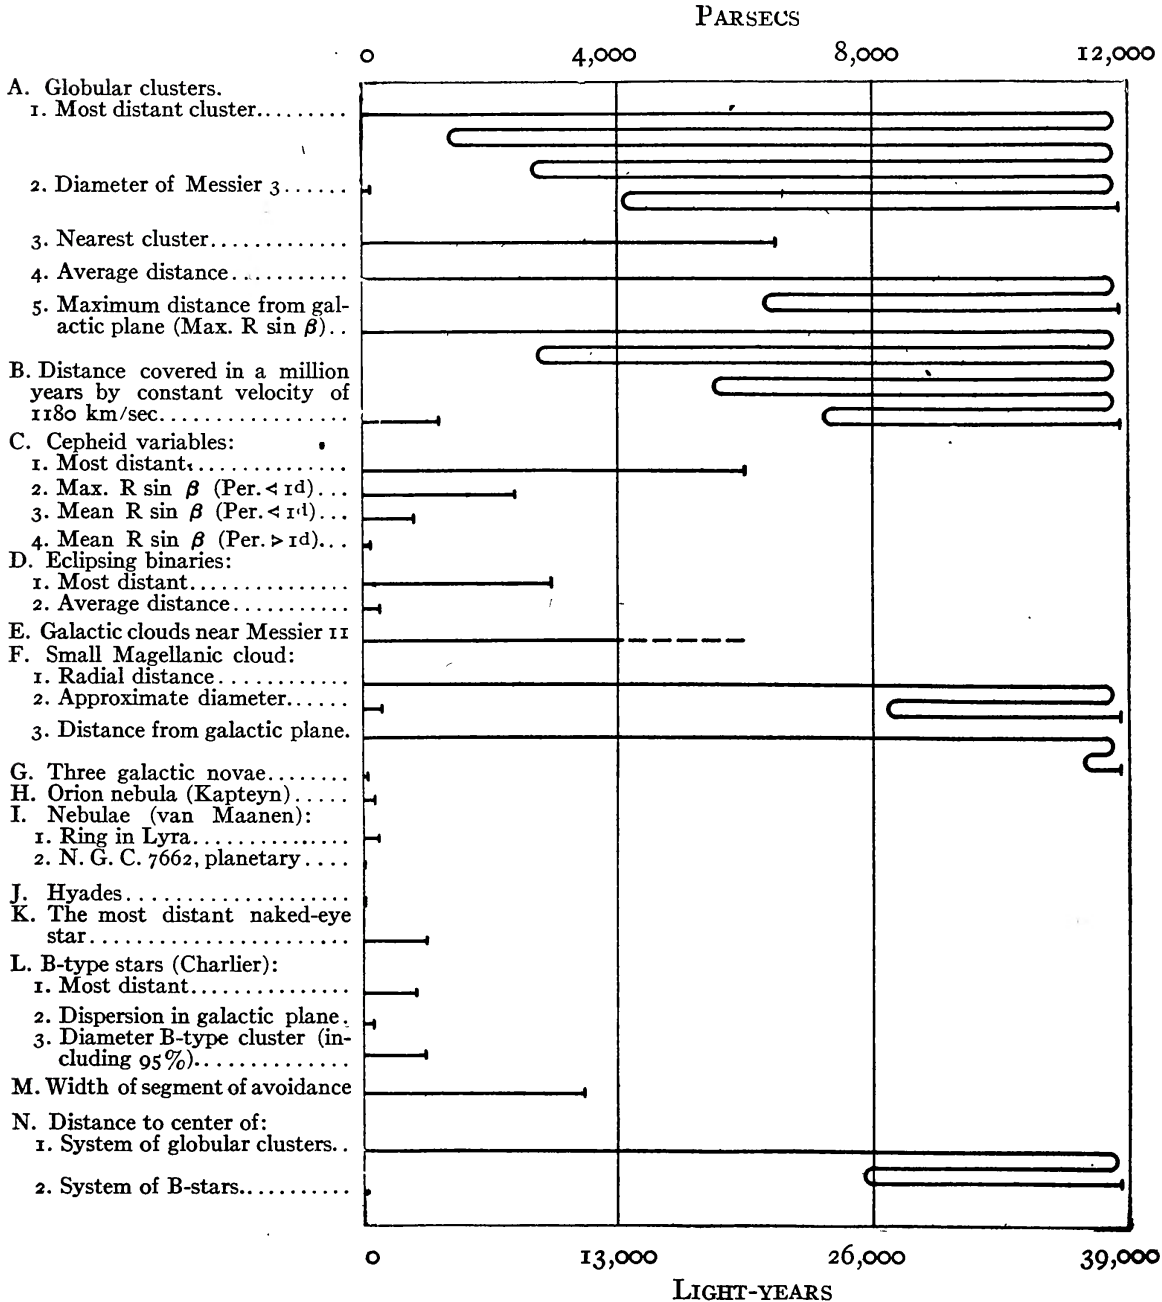 PARSECS
0 4,000 8,000 12,000
A. Globular clusters.
1. Most distant cluster.........
2. Diameter of Messier 3......
3. Nearest cluster............
4. Average distance...........
5. Maximum distance from gal-
actic plane (Max. R sin β)..
B. Distance covered in a million
years by constant velocity of
1180 km/sec................
C. Cepheid variables:
1. Most distant..............
2. Max. R sin β (Per. < 1d)...
3. Mean R sin β (Per. < 1d)...
4. Mean R sin β (Per. > 1d)...
D. Eclipsing binaries:
1. Most distant..............
2. Average distance..........
E. Galactic clouds near Messier 11
F. Small Magellanic cloud:
1. Radial distance...........
2. Approximate diameter......
3. Distance from galactic plane.
G. Three galactic novae........
H. Orion nebula (Kapteyn).....
I. Nebulae (van Maanen):
1. Ring in Lyra.............
2. N. G. C. 7662, planetary....
J. Hyades...................
K. The most distant naked-eye
star......................
L. B-type stars (Charlier):
1. Most distant..............
2. Dispersion in galactic plane.
3. Diameter B-type cluster (in-
cluding 95%).............
M. Width of segment of avoidance
N. Distance to center of:
1. System of globular clusters..
2. System of B-stars...........
0 13,000 26,000 39,000
LIGHT-YEARS